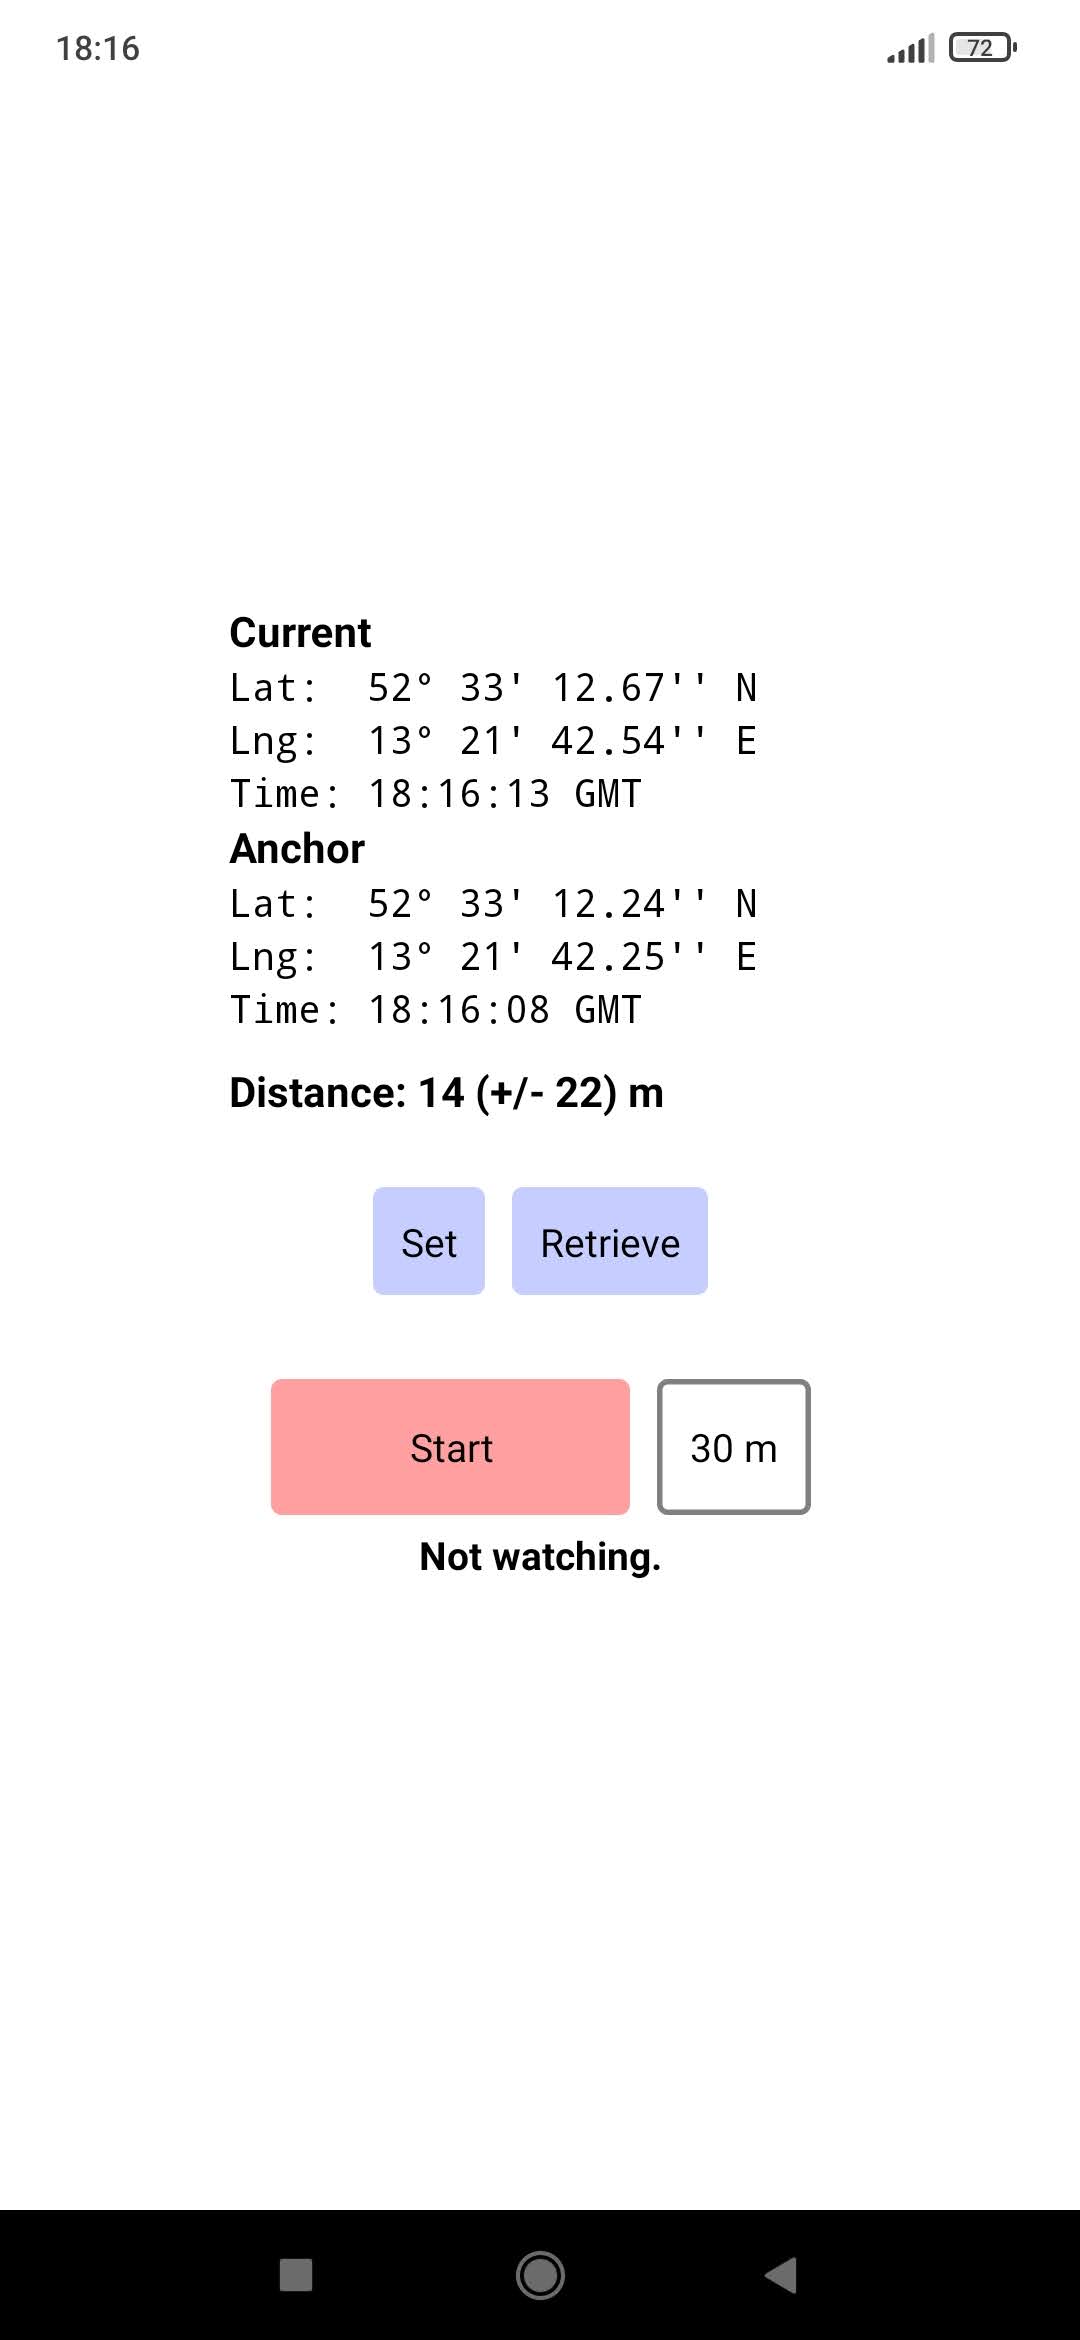 18:16
72
Current
Lat:  52° 33' 12.67'' N
Lng:  13° 21' 42.54'' E
Time: 18:16:13 GMT
Anchor
Lat:  52° 33' 12.24'' N
Lng:  13° 21' 42.25'' E
Time: 18:16:08 GMT
Distance: 14 (+/- 22) m
Set Retrieve
Start 30 m
Not watching.